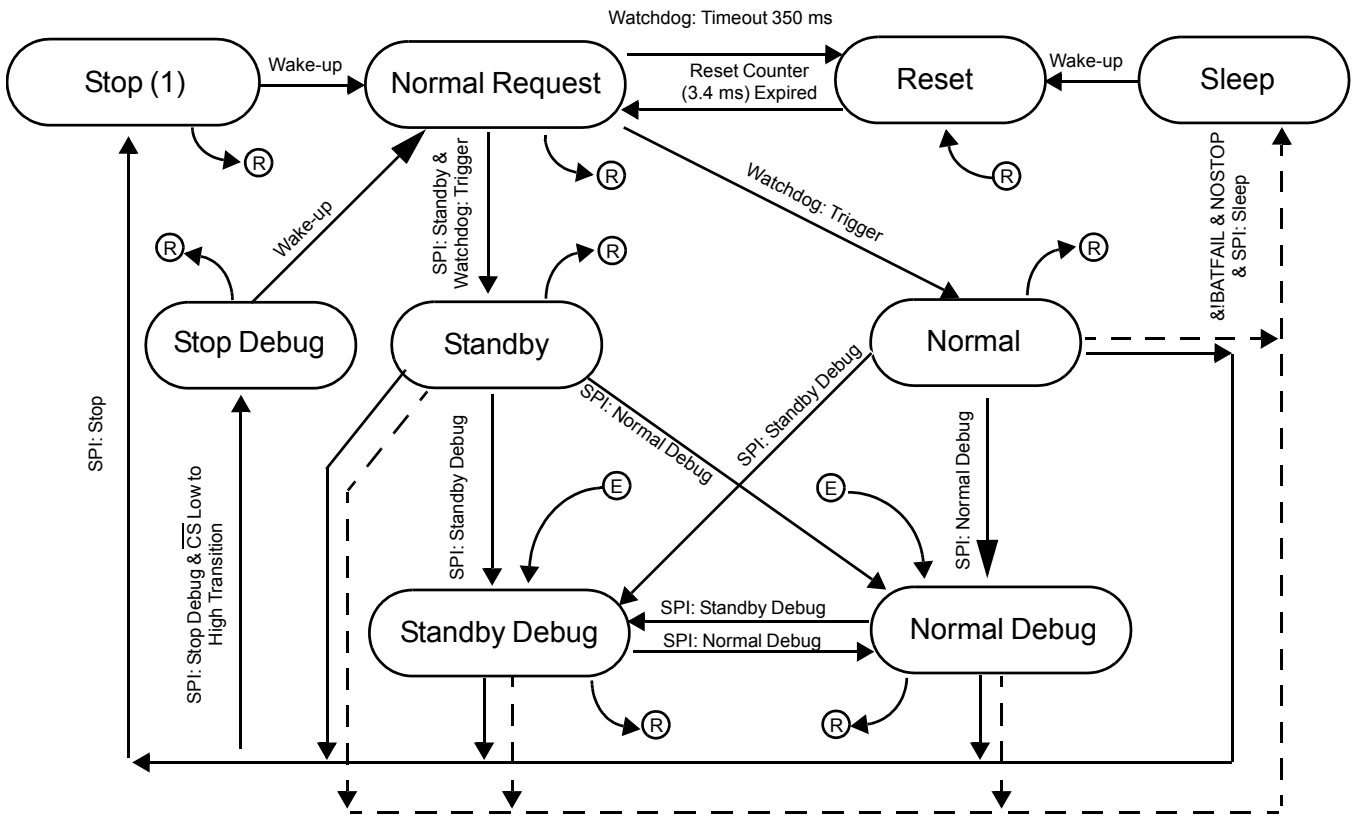 Watchdog: Timeout 350 ms
Stop (1)
Wake-up
Normal Request
Reset Counter
(3.4 ms) Expired
Reset
Wake-up
Sleep
R
R
R
SPI: Standby &
Watchdog: Trigger
Watchdog: Trigger
&!BATFAIL & NOSTOP
& SPI: Sleep
Wake-up
R
R
R
Stop Debug
Standby
Normal
SPI: Stop
SPI: Stop Debug & CS Low to
High Transition
SPI: Standby Debug
SPI: Normal Debug
SPI: Standby Debug
SPI: Normal Debug
E
E
Standby Debug
SPI: Standby Debug
SPI: Normal Debug
Normal Debug
R
R